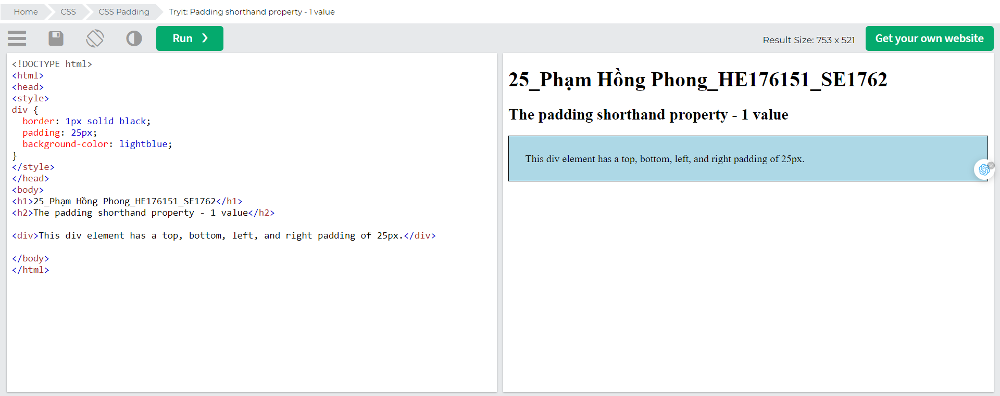 Home CSS CSS Padding Tryit: Padding shorthand property - 1 value
Run ❯ Result Size: 753 x 521 Get your own website
<!DOCTYPE html>
<html>
<head>
<style>
div {
  border: 1px solid black;
  padding: 25px;
  background-color: lightblue;
}
</style>
</head>
<body>
<h1>25_Phạm Hồng Phong_HE176151_SE1762</h1>
<h2>The padding shorthand property - 1 value</h2>

<div>This div element has a top, bottom, left, and right padding of 25px.</div>

</body>
</html>
25_Phạm Hồng Phong_HE176151_SE1762
The padding shorthand property - 1 value
This div element has a top, bottom, left, and right padding of 25px.